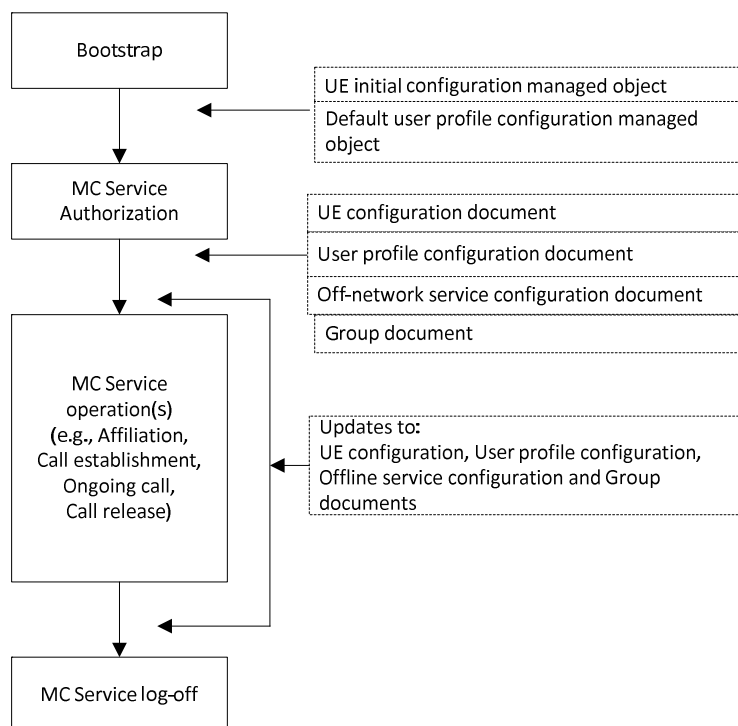 Bootstrap
UE initial configuration managed object
Default user profile configuration managed
object
MC Service
Authorization
UE configuration document
User profile configuration document
Off-network service configuration document
Group document
MC Service
operation(s)
(e.g., Affiliation,
Call establishment,
Ongoing call,
Call release)
Updates to:
UE configuration, User profile configuration,
Offline service configuration and Group
documents
MC Service log-off